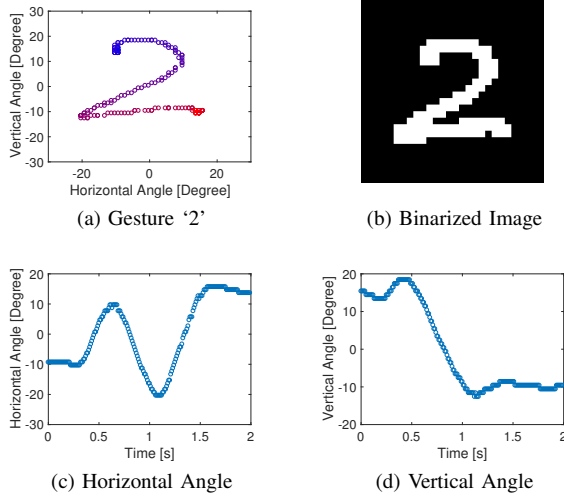 30
20
10
0
-10
-20
-30
-20 0 20
Vertical Angle [Degree]
Horizontal Angle [Degree]
(a) Gesture ‘2’
2
(b) Binarized Image
20
10
0
-10
-20
-30
0 0.5 1 1.5 2
Horizontal Angle [Degree]
Time [s]
(c) Horizontal Angle
20
10
0
-10
-20
0 0.5 1 1.5 2
Vertical Angle [Degree]
Time [s]
(d) Vertical Angle